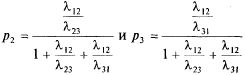 p₂ = (λ₁₂/λ₂₃)/(1 + λ₁₂/λ₂₃ + λ₁₂/λ₃₁) и p₃ = (λ₁₂/λ₃₁)/(1 + λ₁₂/λ₂₃ + λ₁₂/λ₃₁)